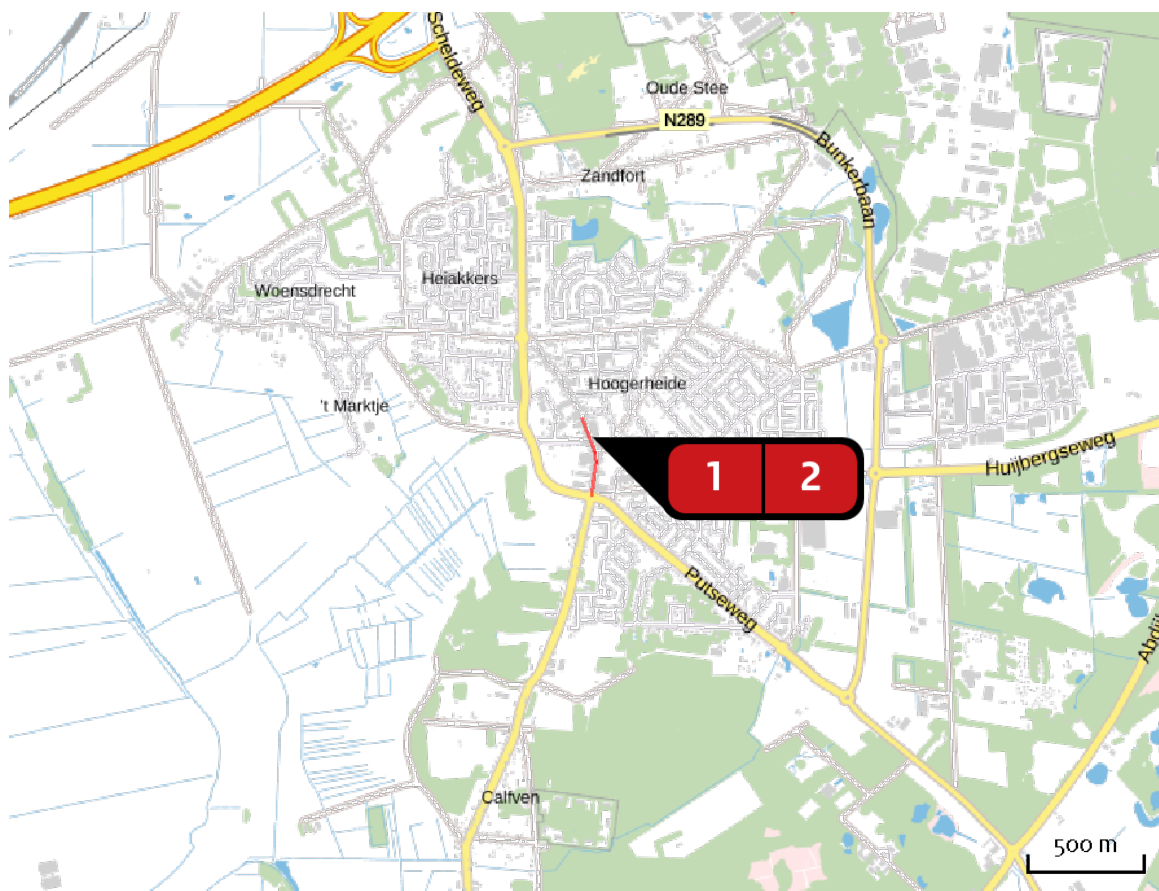 Scheldeweg
Oude Stee
N289
Bunkerbaan
Zandfort
Heiakkers
Woensdrecht
Hoogerheide
't Marktje
1
2
Huijbergseweg
Putseweg
Calfven
500 m